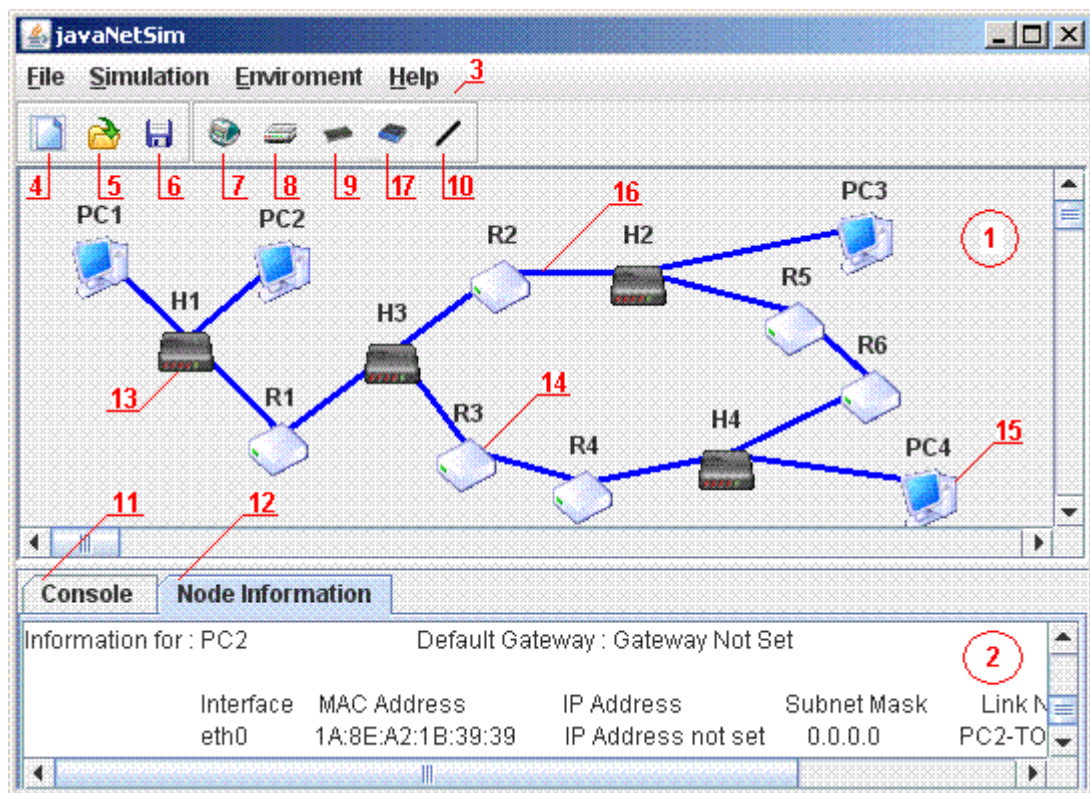 javaNetSim
File Simulation Enviroment Help 3
4 5 6 7 8 9 17 10
PC1 PC2 R2 16 H2 PC3 1
H1 H3 R5
R6
13 R1 R3 14 R4 H4 PC4 15
11 12
Console Node Information
Information for : PC2 Default Gateway : Gateway Not Set
2
Interface MAC Address IP Address Subnet Mask Link N
eth0 1A:8E:A2:1B:39:39 IP Address not set 0.0.0.0 PC2-TO